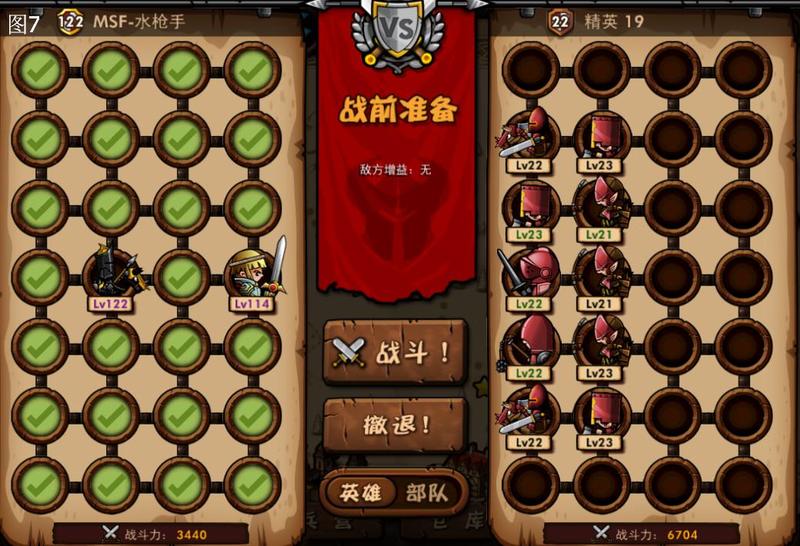 图7
122 MSF-水枪手
VS
22 精英 19
战前准备
敌方增益：无
Lv22 Lv23
Lv23 Lv21
Lv122 Lv114
Lv22 Lv21
Lv22 Lv23
Lv22 Lv23
战斗！
撤退！
英雄 部队
战斗力：3440
战斗力：6704